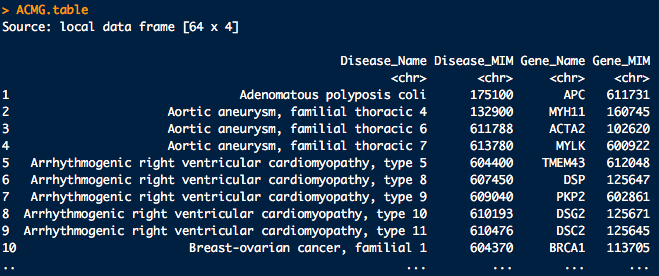 > ACMG.table
Source: local data frame [64 x 4]
Disease_Name Disease_MIM Gene_Name Gene_MIM
<chr> <chr> <chr> <chr>
1 Adenomatous polyposis coli 175100 APC 611731
2 Aortic aneurysm, familial thoracic 4 132900 MYH11 160745
3 Aortic aneurysm, familial thoracic 6 611788 ACTA2 102620
4 Aortic aneurysm, familial thoracic 7 613780 MYLK 600922
5 Arrhythmogenic right ventricular cardiomyopathy, type 5 604400 TMEM43 612048
6 Arrhythmogenic right ventricular cardiomyopathy, type 8 607450 DSP 125647
7 Arrhythmogenic right ventricular cardiomyopathy, type 9 609040 PKP2 602861
8 Arrhythmogenic right ventricular cardiomyopathy, type 10 610193 DSG2 125671
9 Arrhythmogenic right ventricular cardiomyopathy, type 11 610476 DSC2 125645
10 Breast-ovarian cancer, familial 1 604370 BRCA1 113705
.. ... ... ... ...